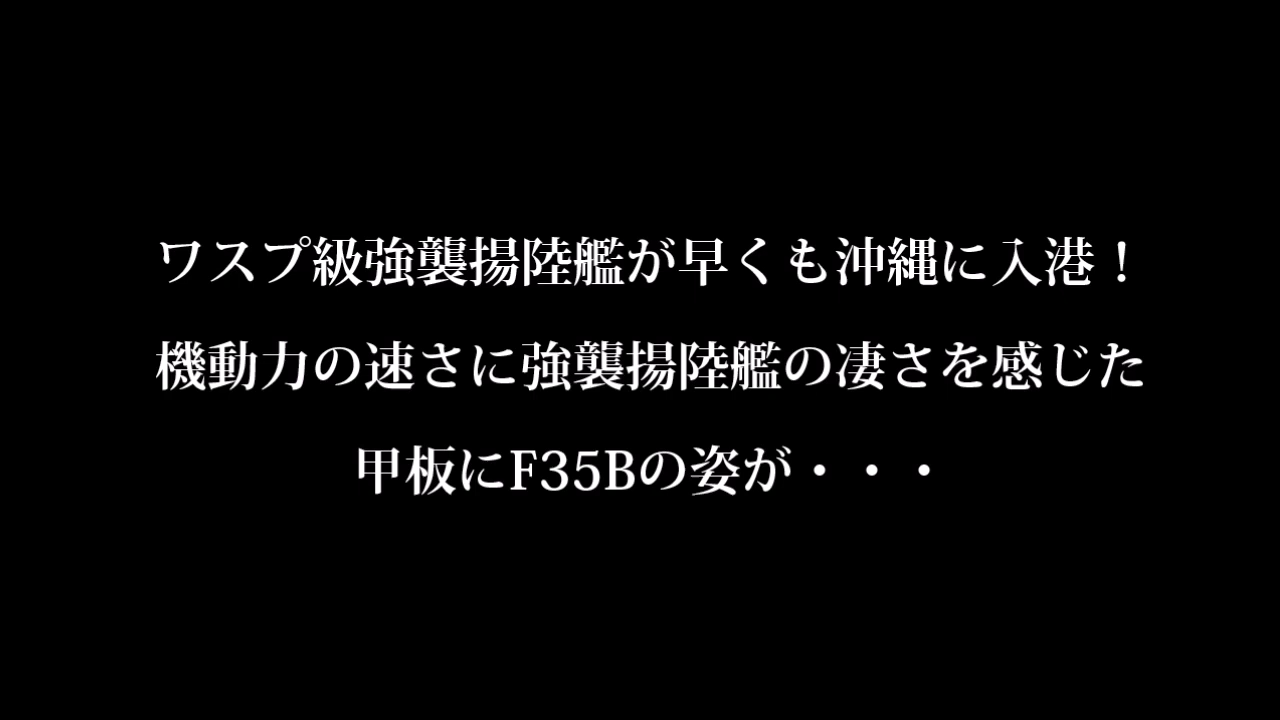 ワスプ級強襲揚陸艦が早くも沖縄に入港！
機動力の速さに強襲揚陸艦の凄さを感じた
甲板にF35Bの姿が・・・